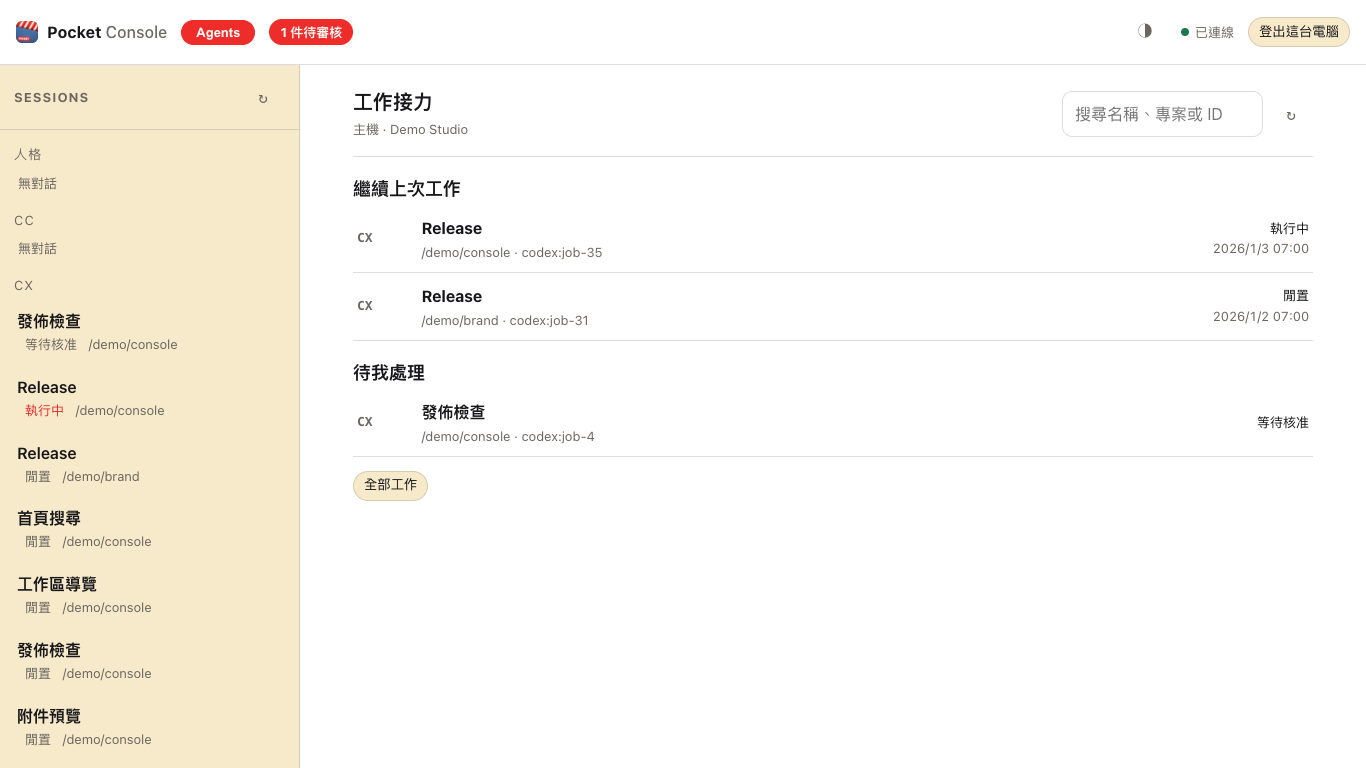 Pocket Console
Agents
1 件待審核
已連線
登出這台電腦
SESSIONS
↻
人格
無對話
CC
無對話
CX
發佈檢查
等待核准 /demo/console
Release
執行中 /demo/console
Release
閒置 /demo/brand
首頁搜尋
閒置 /demo/console
工作區導覽
閒置 /demo/console
發佈檢查
閒置 /demo/console
附件預覽
閒置 /demo/console
工作接力
主機 · Demo Studio
搜尋名稱、專案或 ID
↻
繼續上次工作
CX
Release
/demo/console · codex:job-35
執行中
2026/1/3 07:00
CX
Release
/demo/brand · codex:job-31
閒置
2026/1/2 07:00
待我處理
CX
發佈檢查
/demo/console · codex:job-4
等待核准
全部工作